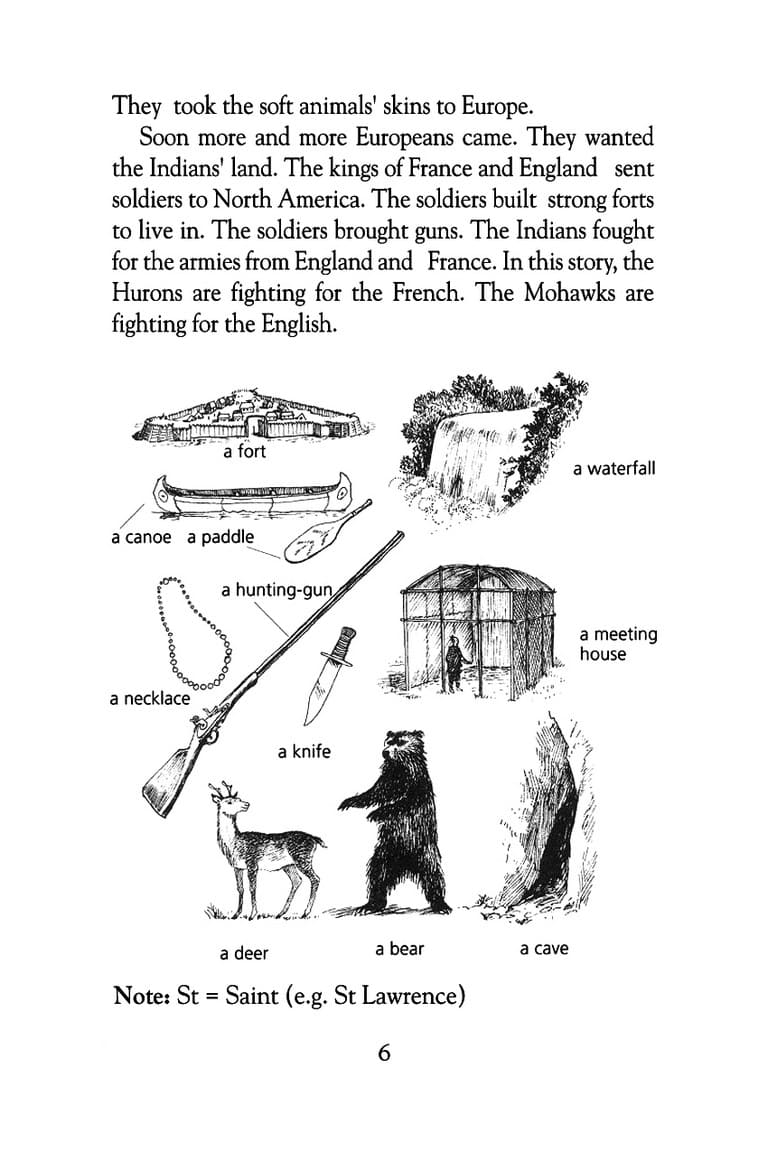 They took the soft animals' skins to Europe.
Soon more and more Europeans came. They wanted
the Indians' land. The kings of France and England sent
soldiers to North America. The soldiers built strong forts
to live in. The soldiers brought guns. The Indians fought
for the armies from England and France. In this story, the
Hurons are fighting for the French. The Mohawks are
fighting for the English.
a fort
a waterfall
a canoe a paddle
a hunting-gun
a meeting
house
a necklace
a knife
a deer
a bear
a cave
Note: St = Saint (e.g. St Lawrence)
6